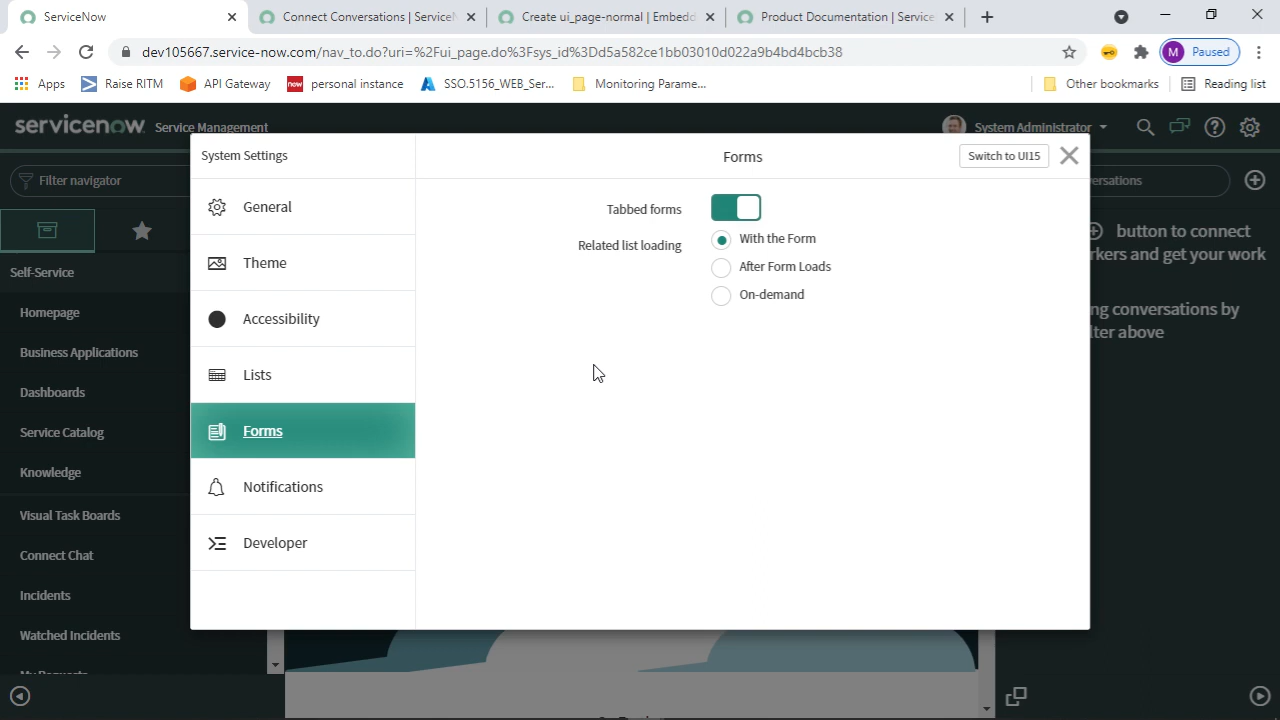 ServiceNow
Connect Conversations | ServiceN
Create ui_page-normal | Embedd
Product Documentation | Service
dev105667.service-now.com/nav_to.do?uri=%2Fui_page.do%3Fsys_id%3Dd5a582ce1bb03010d022a9b4bd4bcb38
M Paused
Apps
Raise RITM
API Gateway
now personal instance
SSO.5156_WEB_Ser...
Monitoring Parame...
Other bookmarks
Reading list
servicenow Service Management
System Administrator
Filter navigator
Self-Service
Homepage
Business Applications
Dashboards
Service Catalog
Knowledge
Visual Task Boards
Connect Chat
Incidents
Watched Incidents
System Settings
General
Theme
Accessibility
Lists
Forms
Notifications
Developer
Forms
Switch to UI15
Tabbed forms
Related list loading
With the Form
After Form Loads
On-demand
ersations
button to connect
rkers and get your work
ng conversations by
lter above